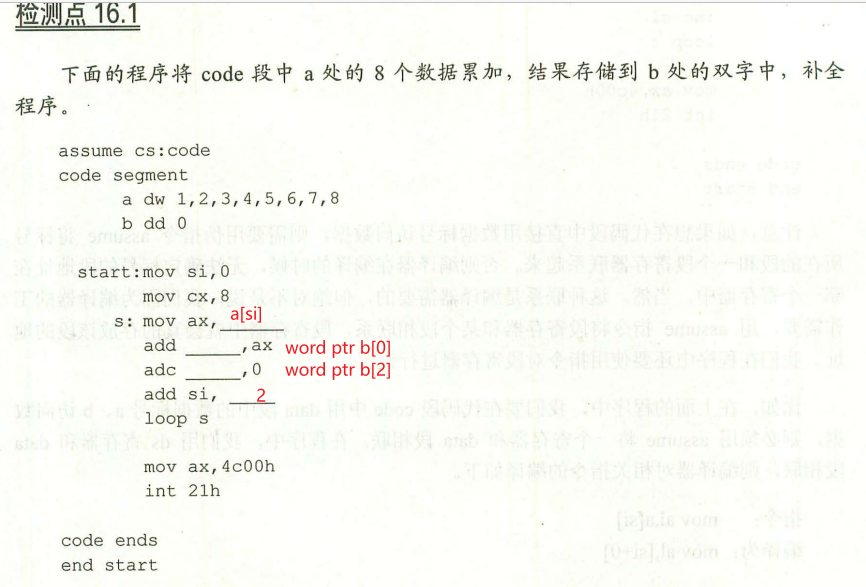 检测点 16.1
下面的程序将 code 段中 a 处的 8 个数据累加，结果存储到 b 处的双字中，补全
程序。
assume cs:code
code segment
a dw 1,2,3,4,5,6,7,8
b dd 0
start:mov si,0
mov cx,8
s: mov ax, a[si]
add ____,ax word ptr b[0]
adc ____,0 word ptr b[2]
add si, 2
loop s
mov ax,4c00h
int 21h
code ends
end start